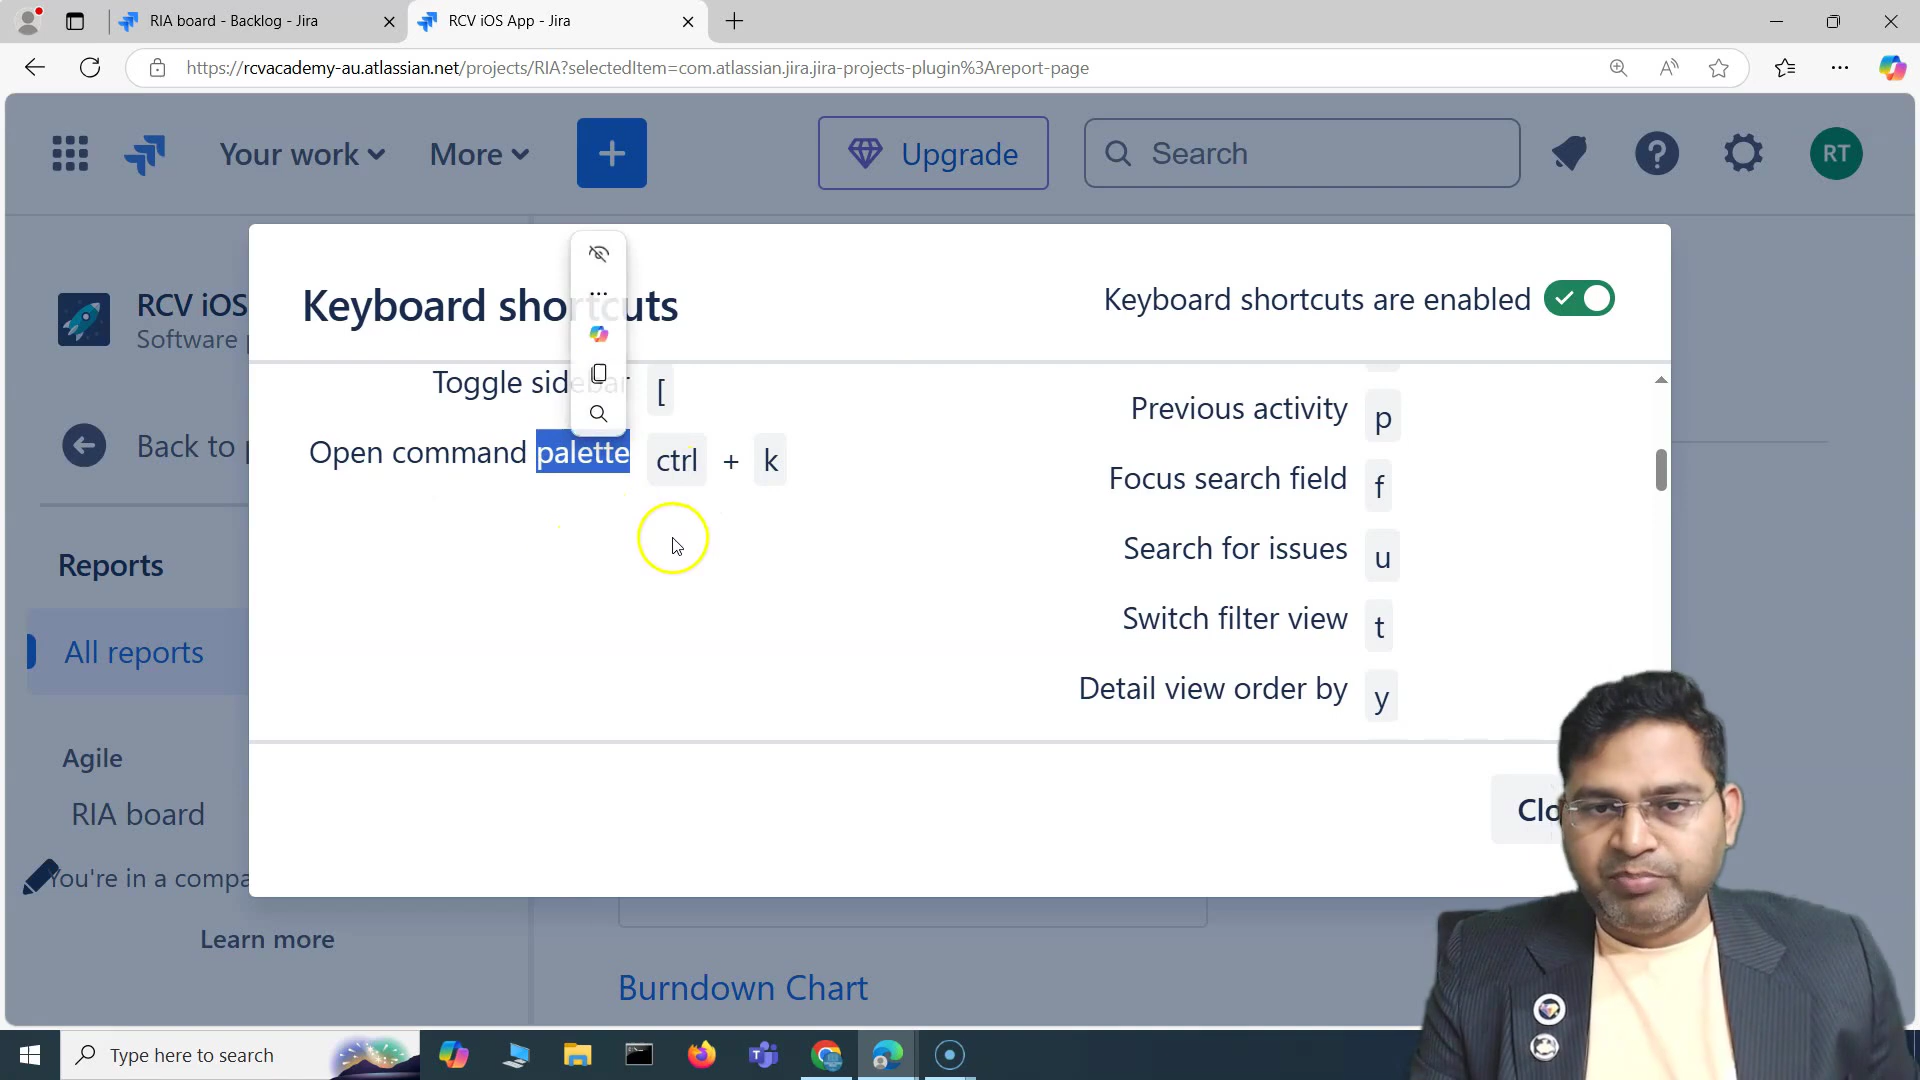 RIA board - Backlog - Jira
RCV iOS App - Jira
https://rcvacademy-au.atlassian.net/projects/RIA?selectedItem=com.atlassian.jira.jira-projects-plugin%3Areport-page
Your work
More
Upgrade
Search
RT
RCV iOS
Software
Back to
Reports
All reports
Agile
RIA board
You're in a compa
Learn more
Keyboard shortcuts
Keyboard shortcuts are enabled
Toggle sidebar [
Open command palette ctrl + k
Previous activity p
Focus search field f
Search for issues u
Switch filter view t
Detail view order by y
Clo
Burndown Chart
Type here to search